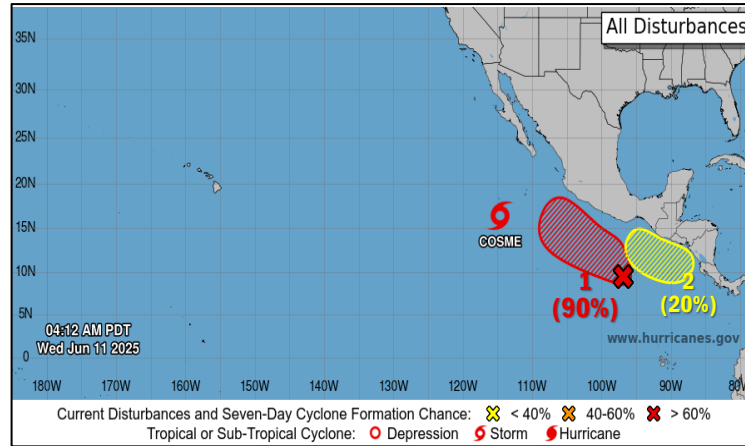 All Disturbances
35N
30N
25N
20N
15N
COSME
10N
1
2
(90%)
(20%)
5N
04:12 AM PDT
Wed Jun 11 2025
www.hurricanes.gov
0
180W 170W 160W 155W 150W 140W 130W 120W 110W 100W 90W 80W
Current Disturbances and Seven-Day Cyclone Formation Chance: < 40% 40-60% > 60%
Tropical or Sub-Tropical Cyclone: Depression Storm Hurricane